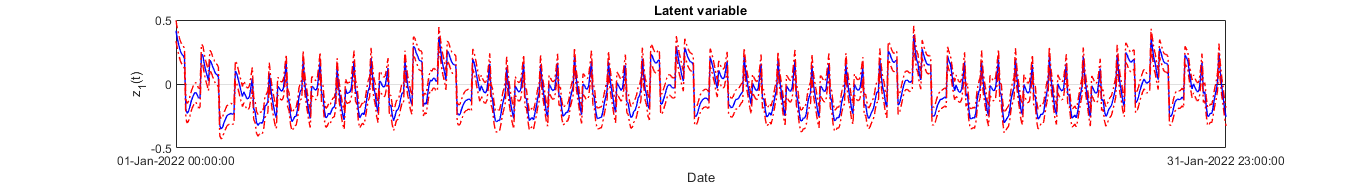 Latent variable
0.5
z1(t)
0
-0.5
01-Jan-2022 00:00:00
31-Jan-2022 23:00:00
Date